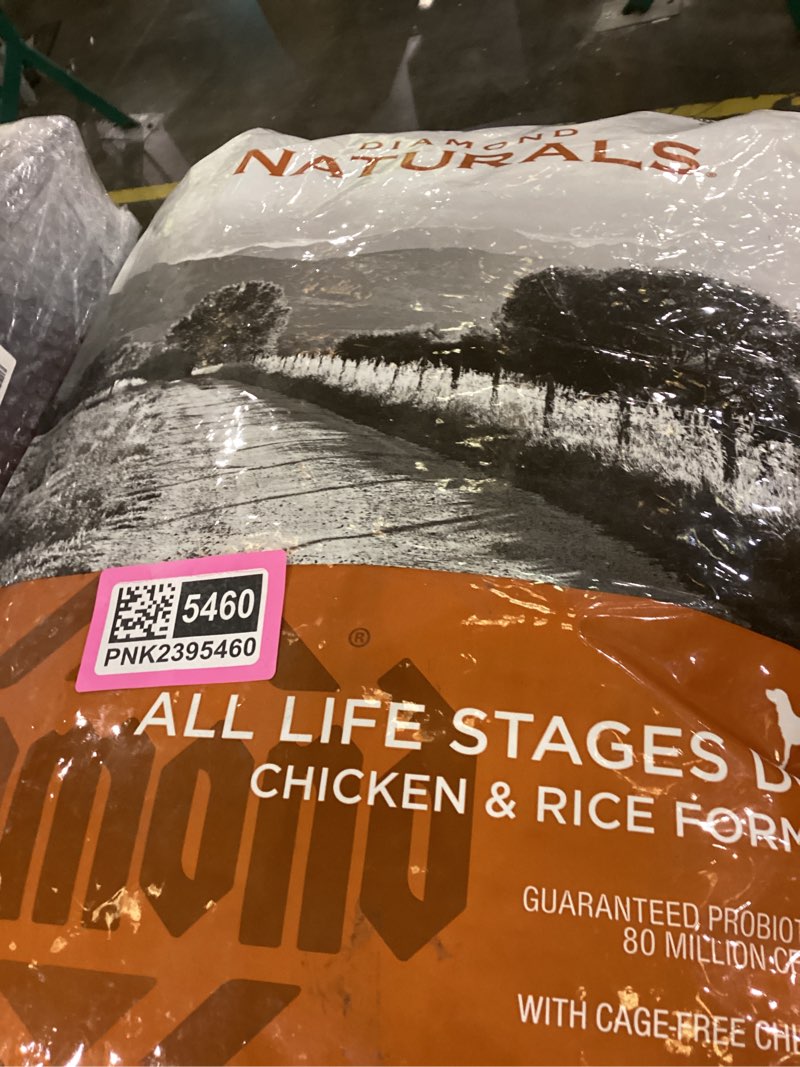 DIAMOND
NATURALS®
5460
PNK2395460
®
ALL LIFE STAGES
CHICKEN & RICE
GUARANTEED
80 MILLION
WITH CAGE-FREE